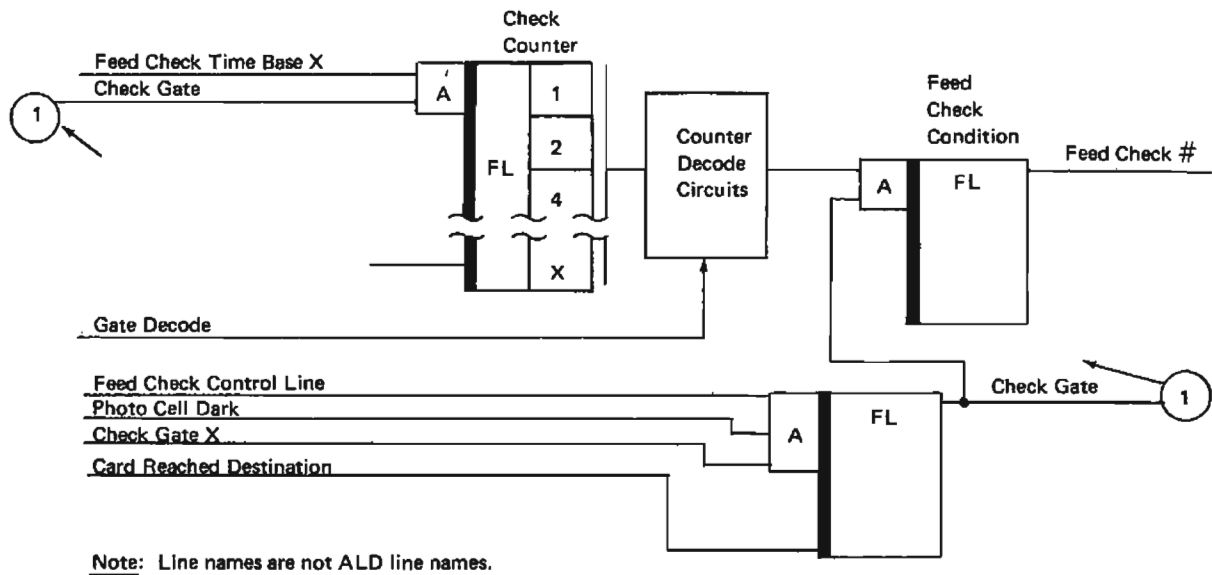 Check
Counter
Feed Check Time Base X
Check Gate
1
A
FL
1
2
4
X
Counter
Decode
Circuits
Feed
Check
Condition
A
FL
Feed Check #
Gate Decode
Feed Check Control Line
Photo Cell Dark
Check Gate X
Card Reached Destination
A
FL
Check Gate
1
Note: Line names are not ALD line names.